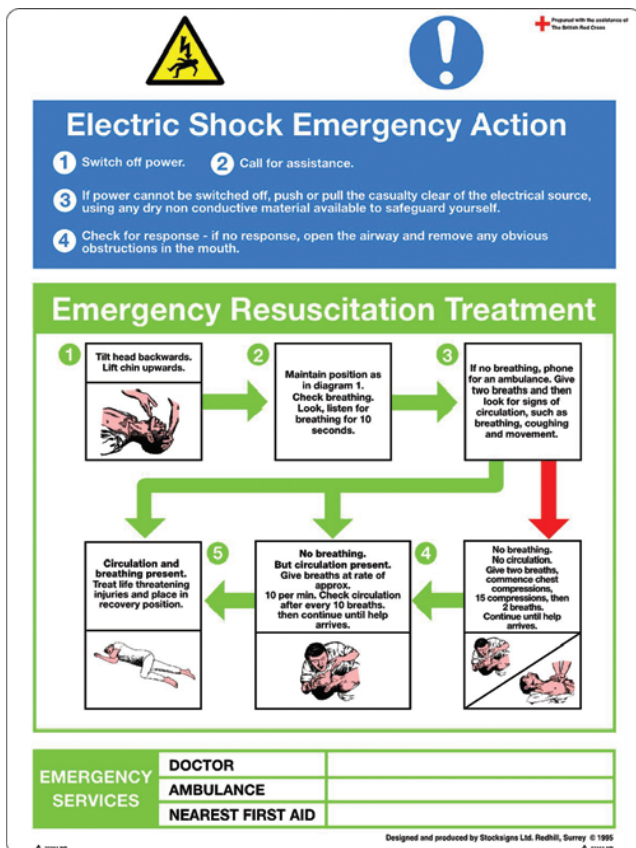 Prepared with the assistance of
The British Red Cross
Electric Shock Emergency Action
1 Switch off power.
2 Call for assistance.
3 If power cannot be switched off, push or pull the casualty clear of the electrical source,
using any dry non conductive material available to safeguard yourself.
4 Check for response - if no response, open the airway and remove any obvious
obstructions in the mouth.
Emergency Resuscitation Treatment
1
Tilt head backwards.
Lift chin upwards.
2
Maintain position as
in diagram 1.
Check breathing.
Look, listen for
breathing for 10
seconds.
3
If no breathing, phone
for an ambulance. Give
two breaths and then
look for signs of
circulation, such as
breathing, coughing
and movement.
4
No breathing.
No circulation.
Give two breaths,
commence chest
compressions,
15 compressions, then
2 breaths.
Continue until help
arrives.
5
No breathing.
But circulation present.
Give breaths at rate of
approx.
10 per min. Check circulation
after every 10 breaths.
then continue until help
arrives.
Circulation and
breathing present.
Treat life threatening
injuries and place in
recovery position.
EMERGENCY
SERVICES
DOCTOR
AMBULANCE
NEAREST FIRST AID
Designed and produced by Stocksigns Ltd. Redhill, Surrey © 1995